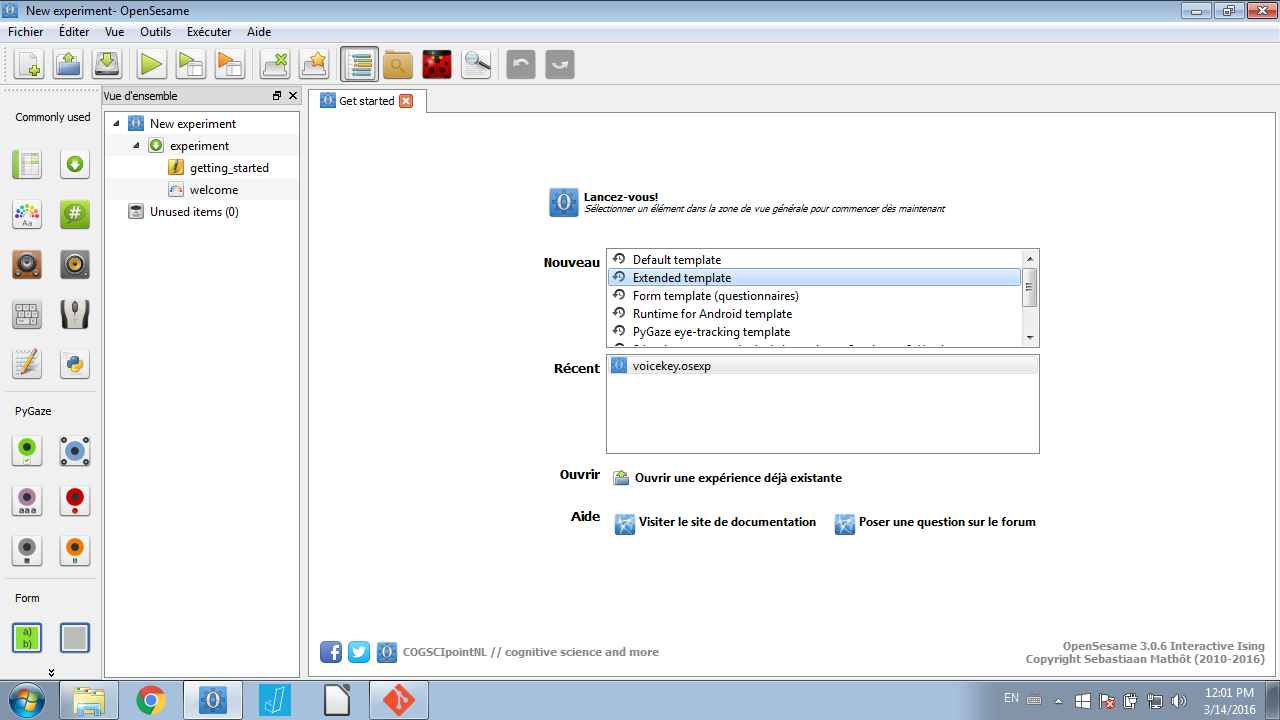 New experiment- OpenSesame
Fichier Éditer Vue Outils Exécuter Aide
Vue d'ensemble
Get started
Commonly used
New experiment
experiment
getting_started
welcome
Unused items (0)
Aa
#
Lancez-vous!
Sélectionner un élément dans la zone de vue générale pour commencer dès maintenant
Nouveau
Default template
Extended template
Form template (questionnaires)
Runtime for Android template
PyGaze eye-tracking template
Récent
voicekey.osexp
PyGaze
aaa
Ouvrir
Ouvrir une expérience déjà existante
Aide
Visiter le site de documentation
Poser une question sur le forum
Form
a)
b)
COGSCIpointNL // cognitive science and more
OpenSesame 3.0.6 Interactive Ising
Copyright Sebastiaan Mathôt (2010-2016)
EN
12:01 PM
3/14/2016